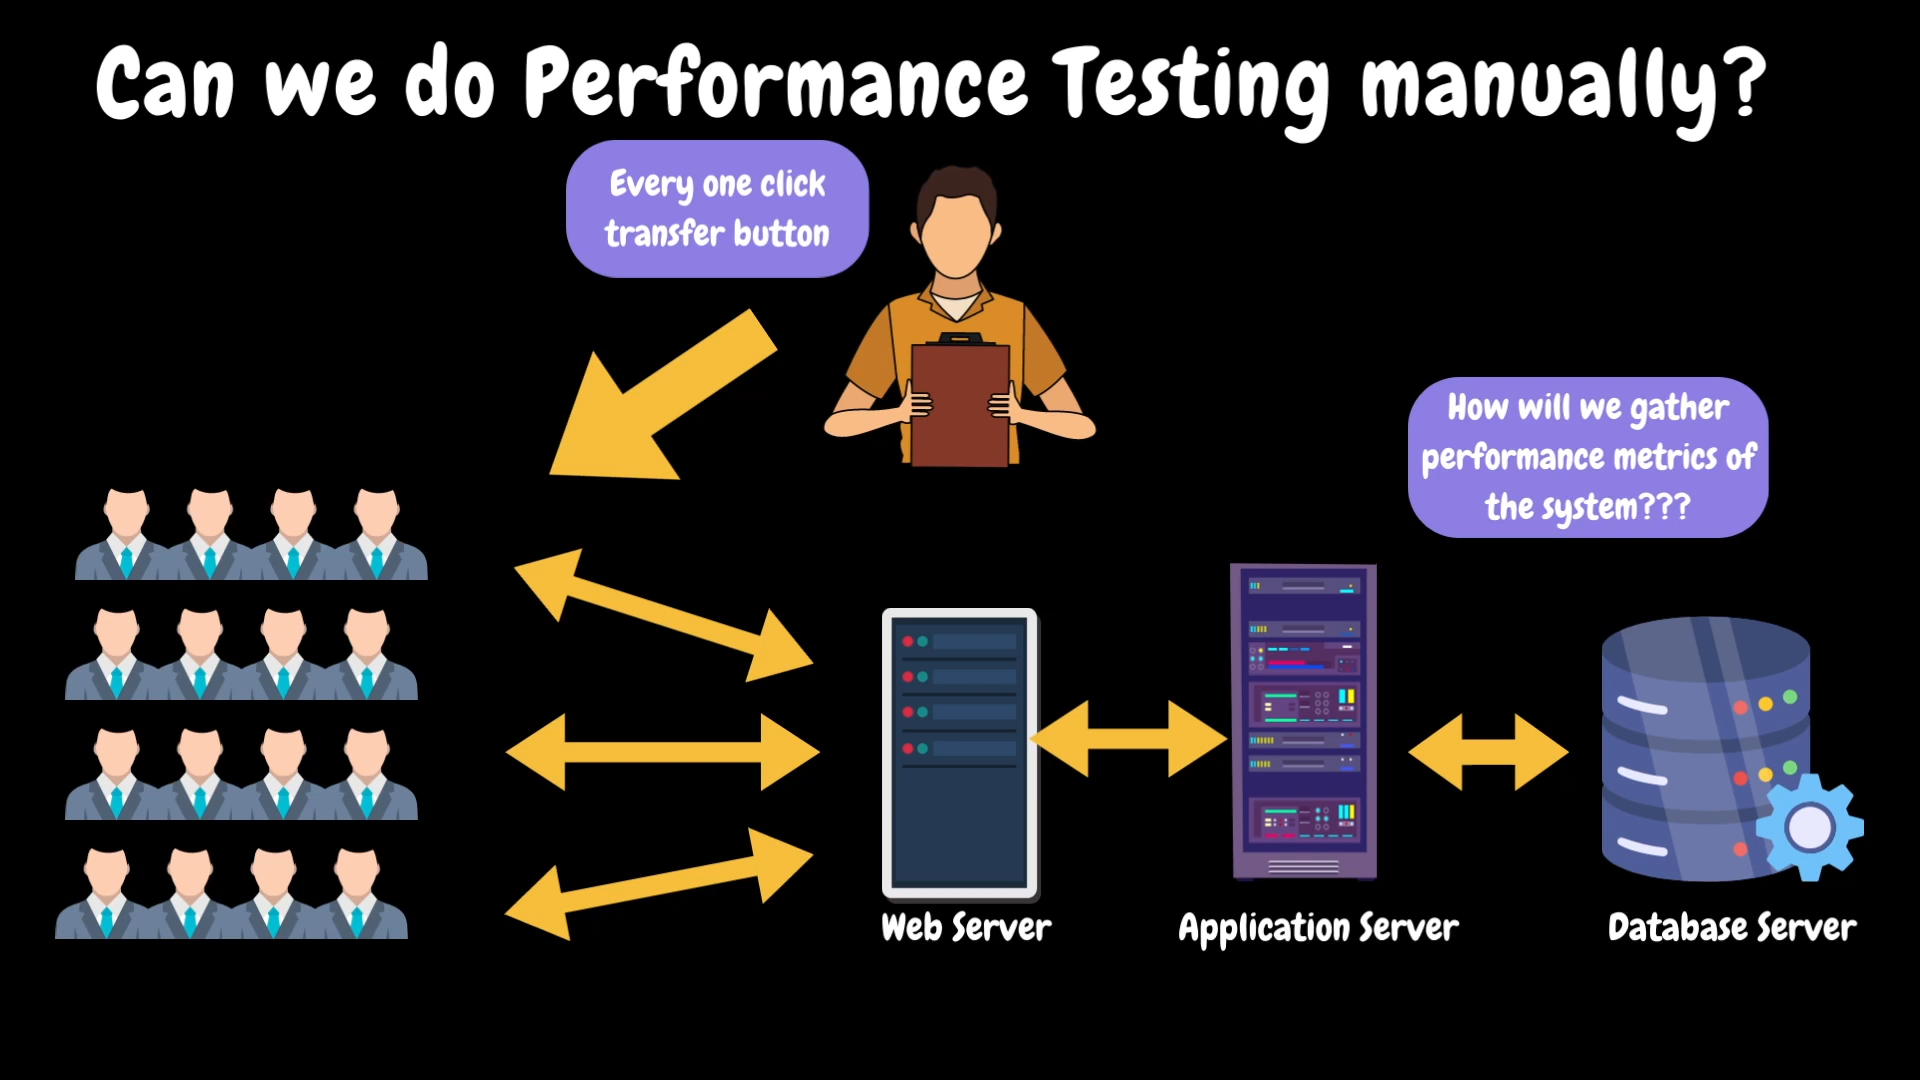 Can we do Performance Testing manually?
Every one click
transfer button
How will we gather
performance metrics of
the system???
Web Server
Application Server
Database Server